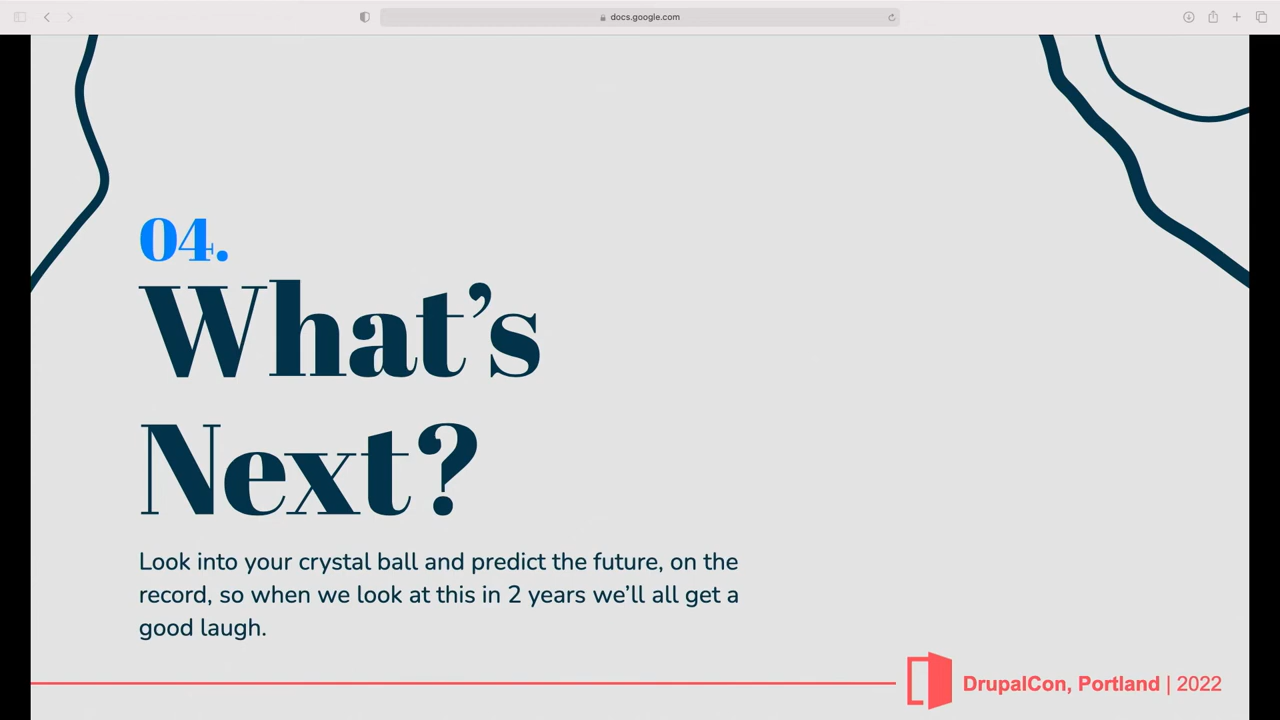 docs.google.com
04.
What’s
Next?
Look into your crystal ball and predict the future, on the
record, so when we look at this in 2 years we’ll all get a
good laugh.
DrupalCon, Portland | 2022